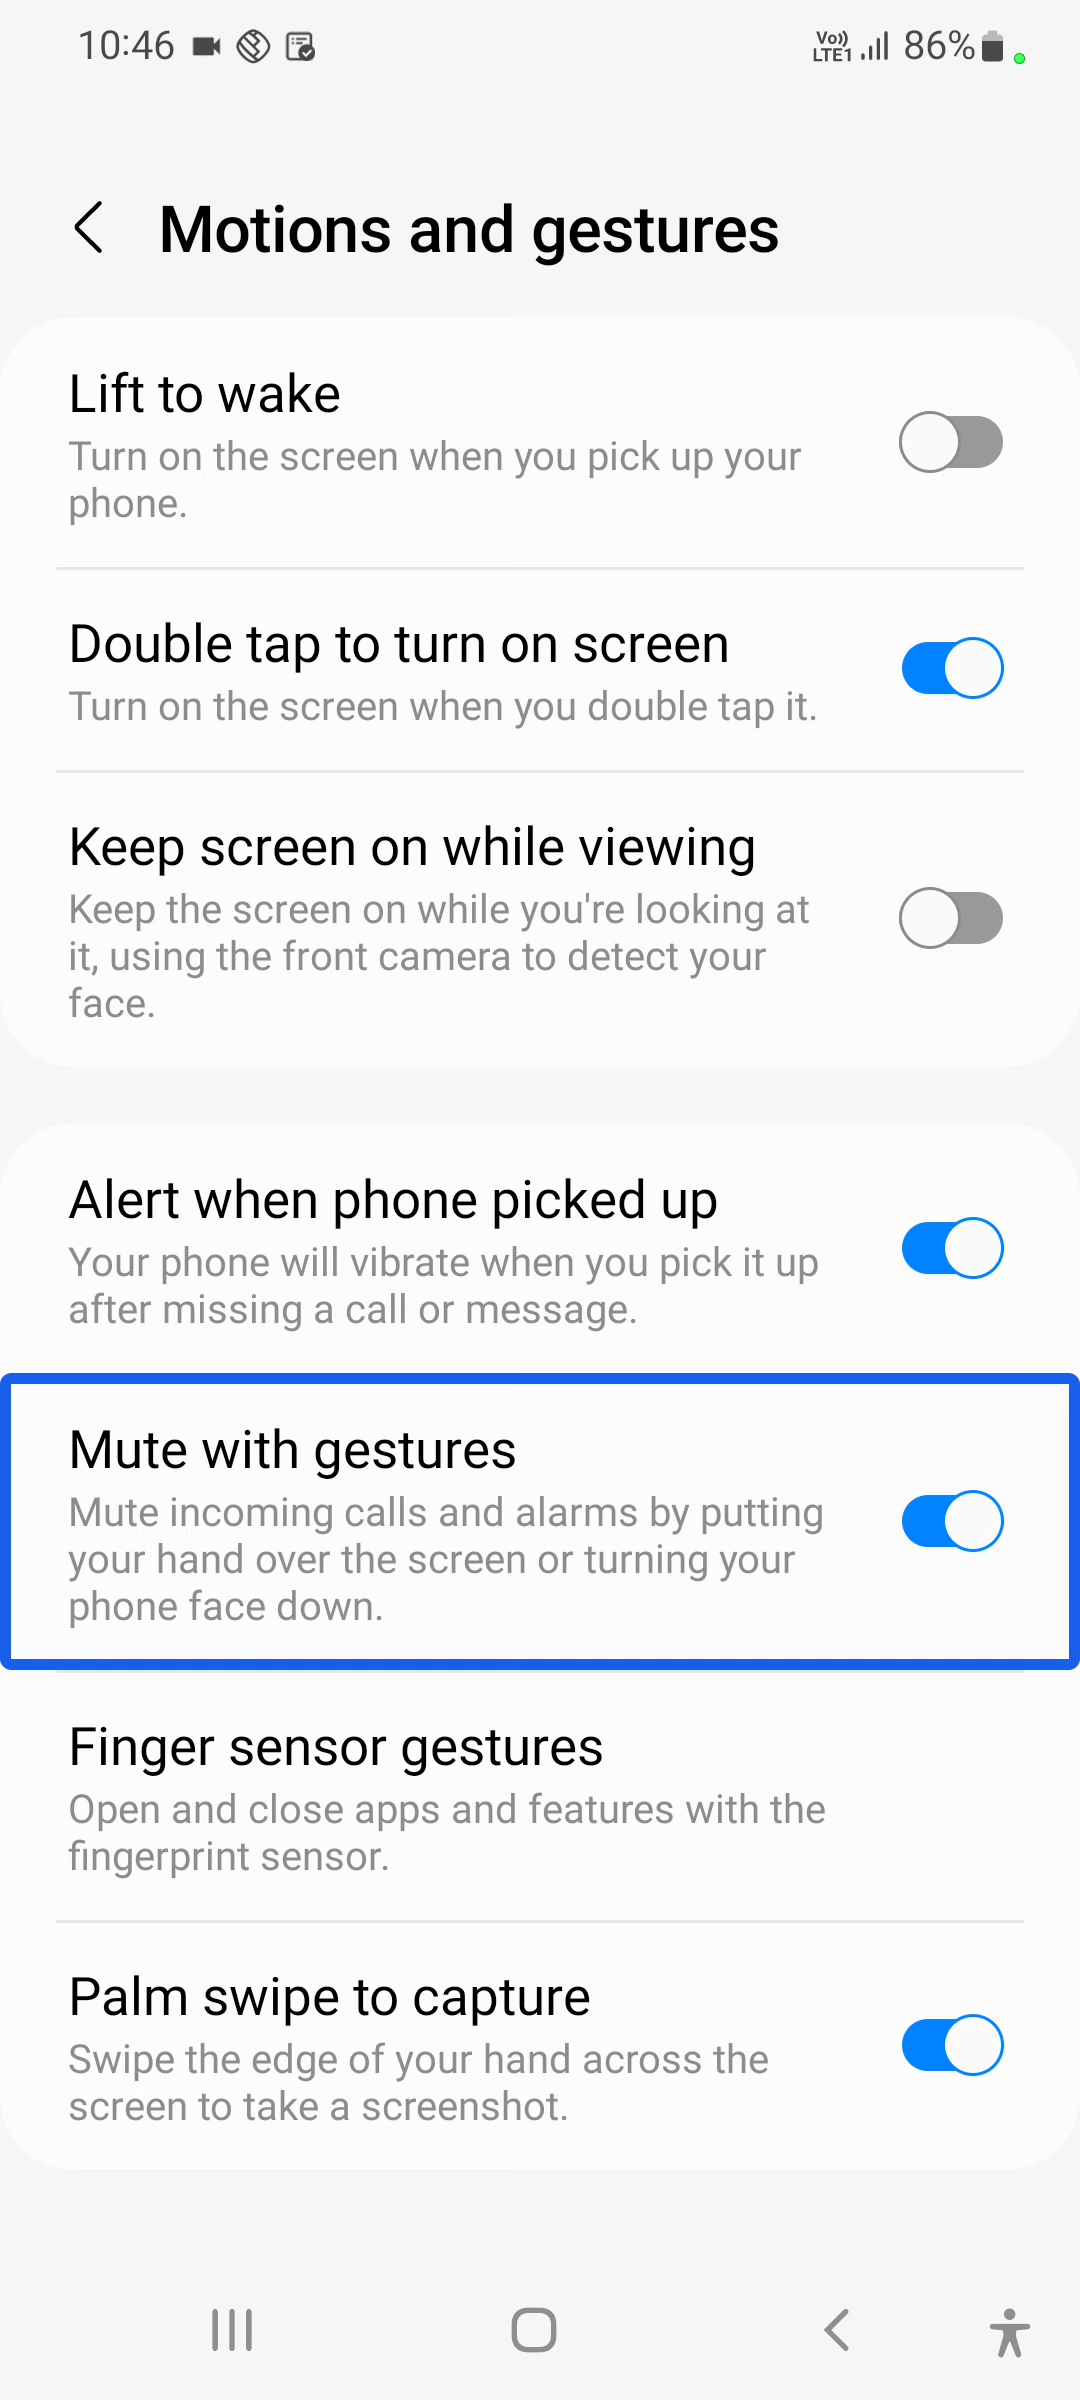 10:46
Vo)) LTE1 86%
Motions and gestures
Lift to wake
Turn on the screen when you pick up your
phone.
Double tap to turn on screen
Turn on the screen when you double tap it.
Keep screen on while viewing
Keep the screen on while you're looking at
it, using the front camera to detect your
face.
Alert when phone picked up
Your phone will vibrate when you pick it up
after missing a call or message.
Mute with gestures
Mute incoming calls and alarms by putting
your hand over the screen or turning your
phone face down.
Finger sensor gestures
Open and close apps and features with the
fingerprint sensor.
Palm swipe to capture
Swipe the edge of your hand across the
screen to take a screenshot.